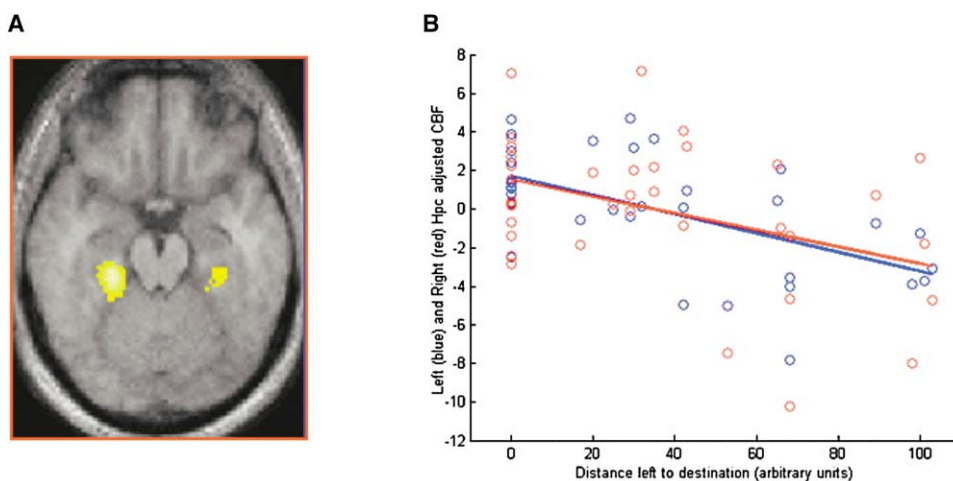 A
B
Left (blue) and Right (red) Hpc adjusted CBF
8
6
4
2
0
-2
-4
-6
-8
-10
-12
0 20 40 60 80 100
Distance left to destination (arbitrary units)